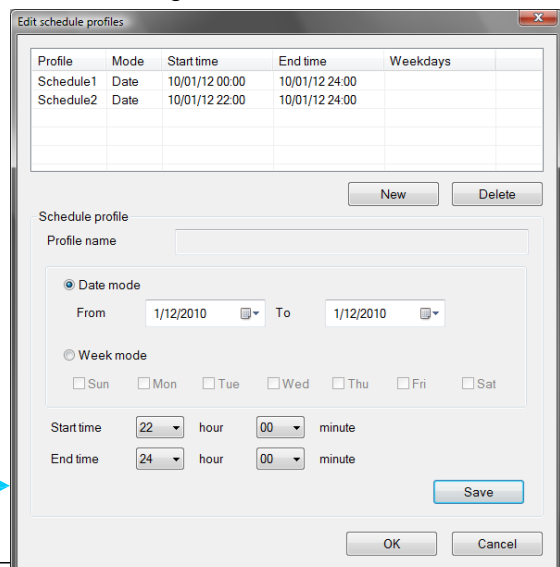 Edit schedule profiles
Profile Mode Start time End time Weekdays
Schedule1 Date 10/01/12 00:00 10/01/12 24:00
Schedule2 Date 10/01/12 22:00 10/01/12 24:00
New Delete
Schedule profile
Profile name
Date mode
From 1/12/2010 To 1/12/2010
Week mode
Sun Mon Tue Wed Thu Fri Sat
Start time 22 hour 00 minute
End time 24 hour 00 minute
Save
OK Cancel